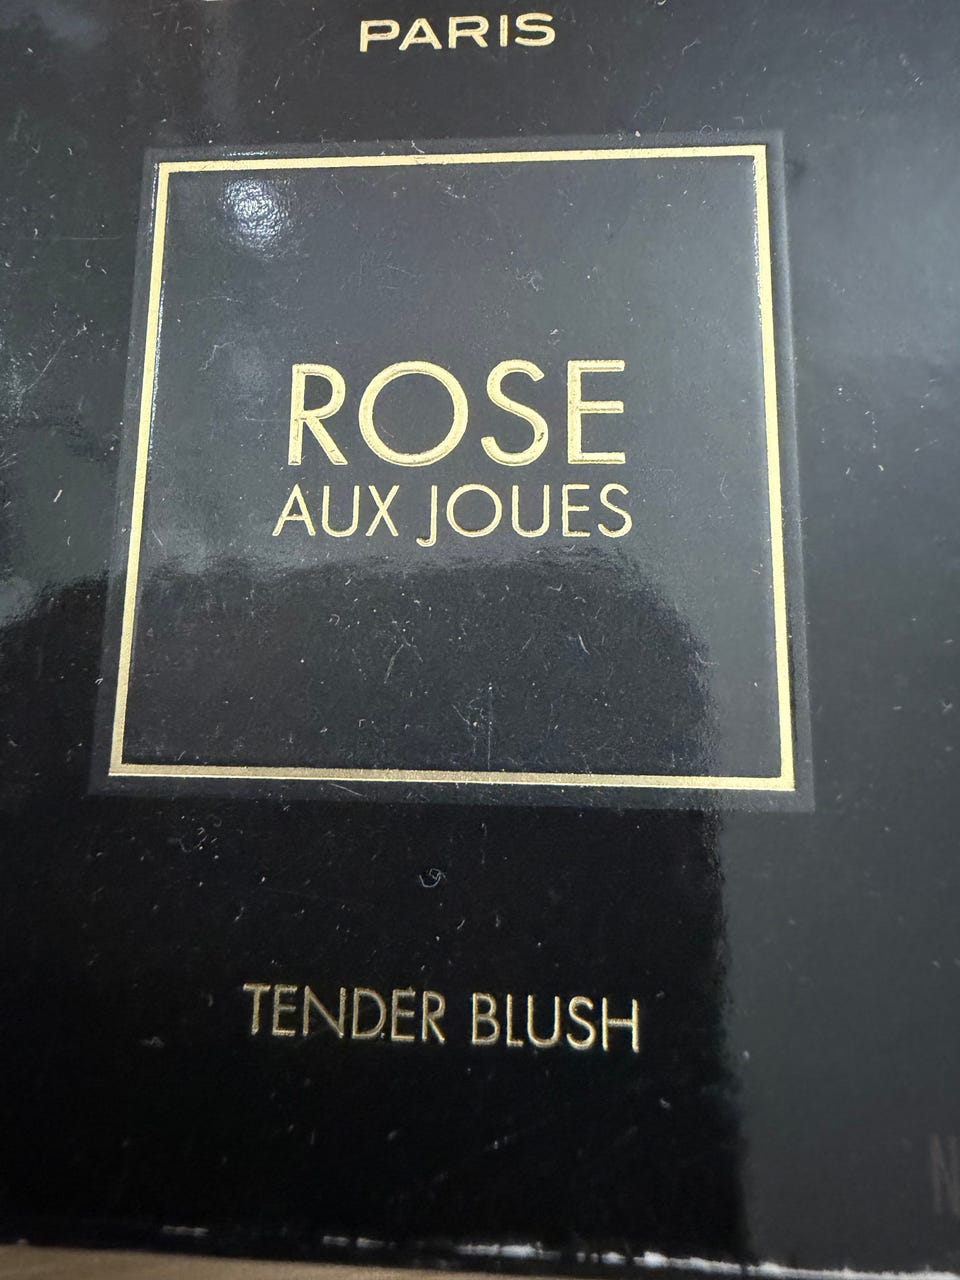 PARIS
ROSE
AUX JOUES
TENDER BLUSH